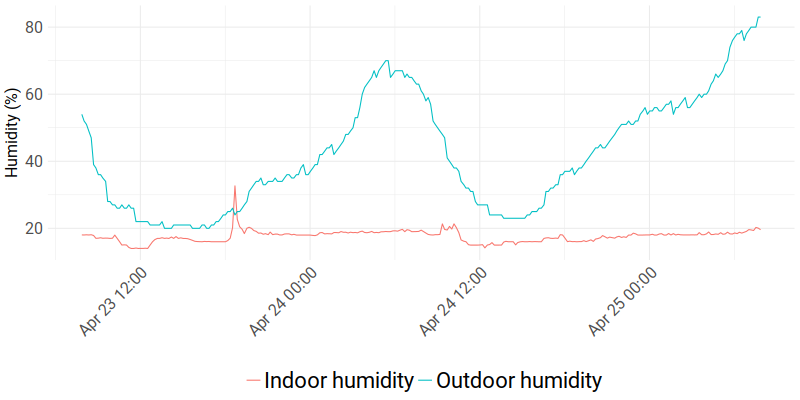 Humidity (%)
80
60
40
20
Apr 23 12:00
Apr 24 00:00
Apr 24 12:00
Apr 25 00:00
Indoor humidity Outdoor humidity